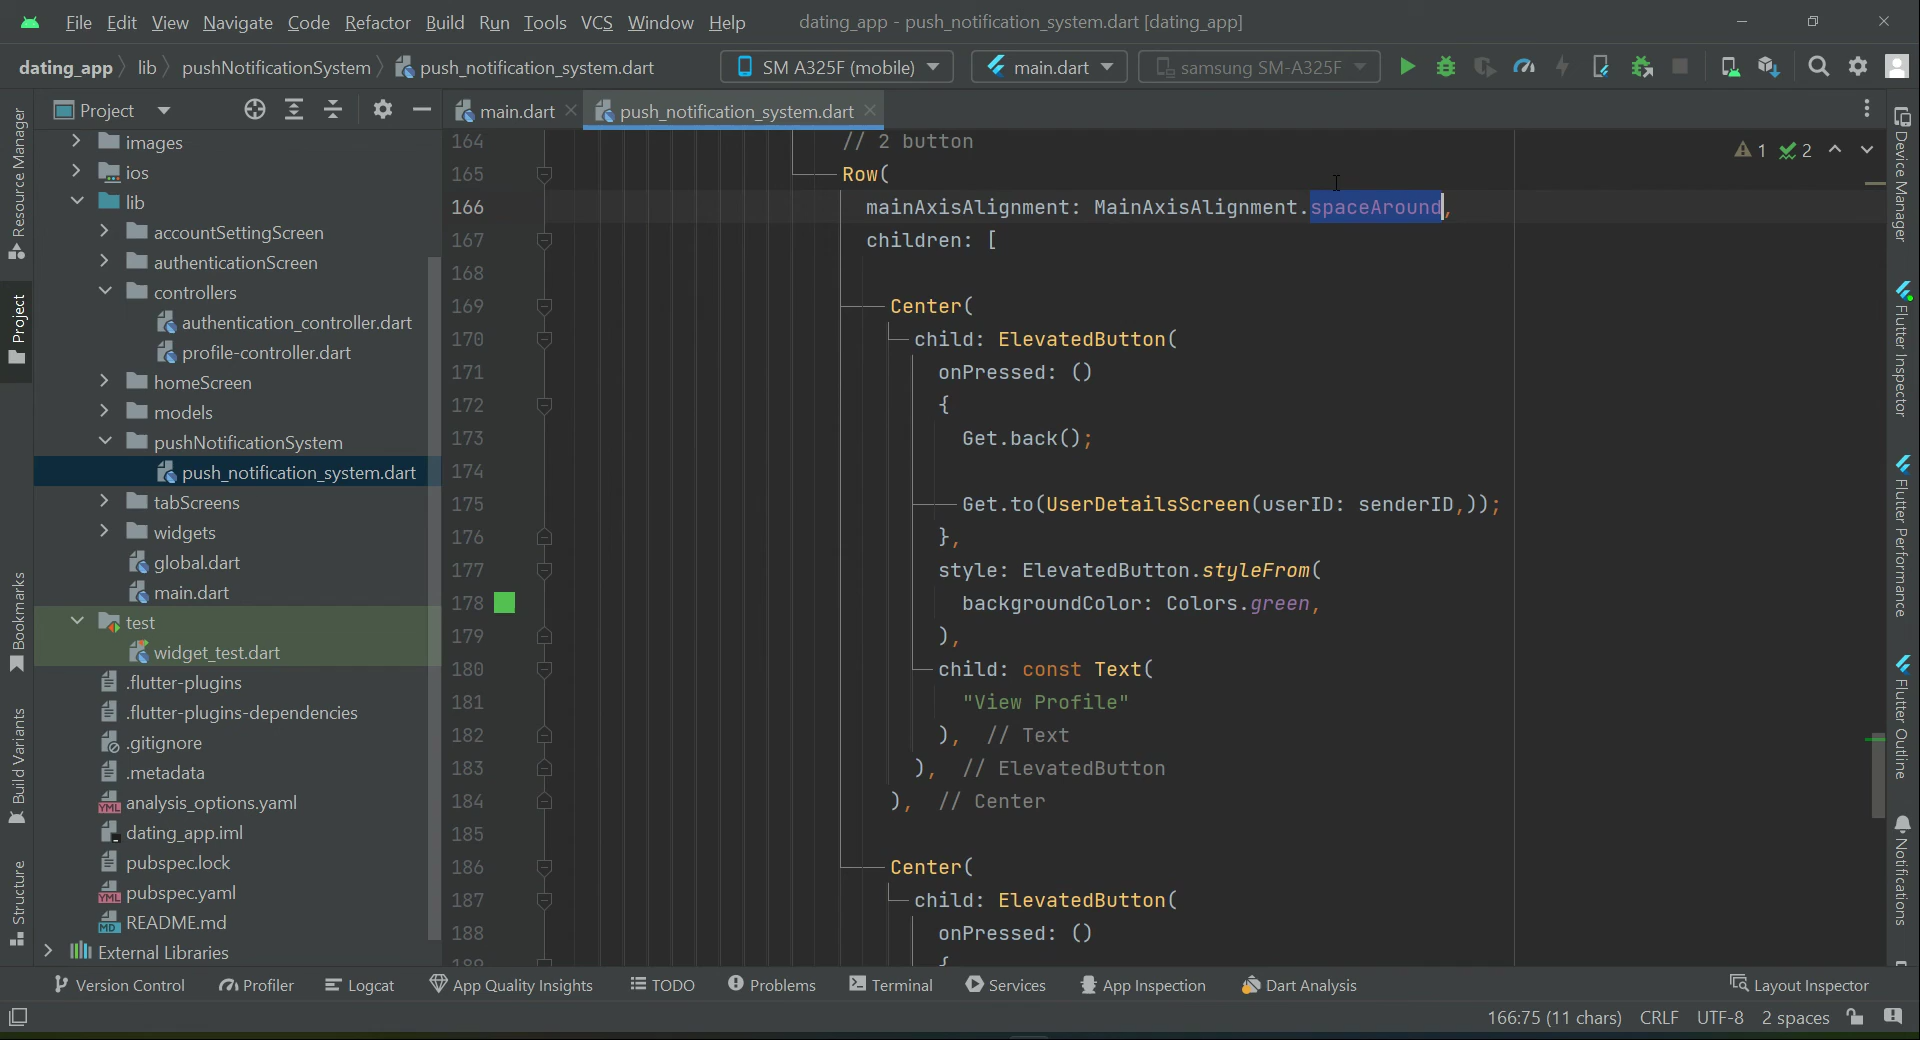 File Edit View Navigate Code Refactor Build Run Tools VCS Window Help dating_app - push_notification_system.dart [dating_app]
dating_app lib pushNotificationSystem push_notification_system.dart SM A325F (mobile) main.dart samsung SM-A325F
Resource Manager
Project
Bookmarks
Build Variants
Structure
Project
images
ios
lib
accountSettingScreen
authenticationScreen
controllers
authentication_controller.dart
profile-controller.dart
homeScreen
models
pushNotificationSystem
push_notification_system.dart
tabScreens
widgets
global.dart
main.dart
test
widget_test.dart
.flutter-plugins
.flutter-plugins-dependencies
.gitignore
.metadata
analysis_options.yaml
dating_app.iml
pubspec.lock
pubspec.yaml
README.md
External Libraries
main.dart push_notification_system.dart
1 2
164 // 2 button
165 Row(
166 mainAxisAlignment: MainAxisAlignment.spaceAround,
167 children: [
168
169 Center(
170 child: ElevatedButton(
171 onPressed: ()
172 {
173 Get.back();
174
175 Get.to(UserDetailsScreen(userID: senderID,));
176 },
177 style: ElevatedButton.styleFrom(
178 backgroundColor: Colors.green,
179 ),
180 child: const Text(
181 "View Profile"
182 ), // Text
183 ), // ElevatedButton
184 ), // Center
185
186 Center(
187 child: ElevatedButton(
188 onPressed: ()
189 {
Device Manager
Flutter Inspector
Flutter Performance
Flutter Outline
Notifications
Version Control Profiler Logcat App Quality Insights TODO Problems Terminal Services App Inspection Dart Analysis Layout Inspector
166:75 (11 chars) CRLF UTF-8 2 spaces